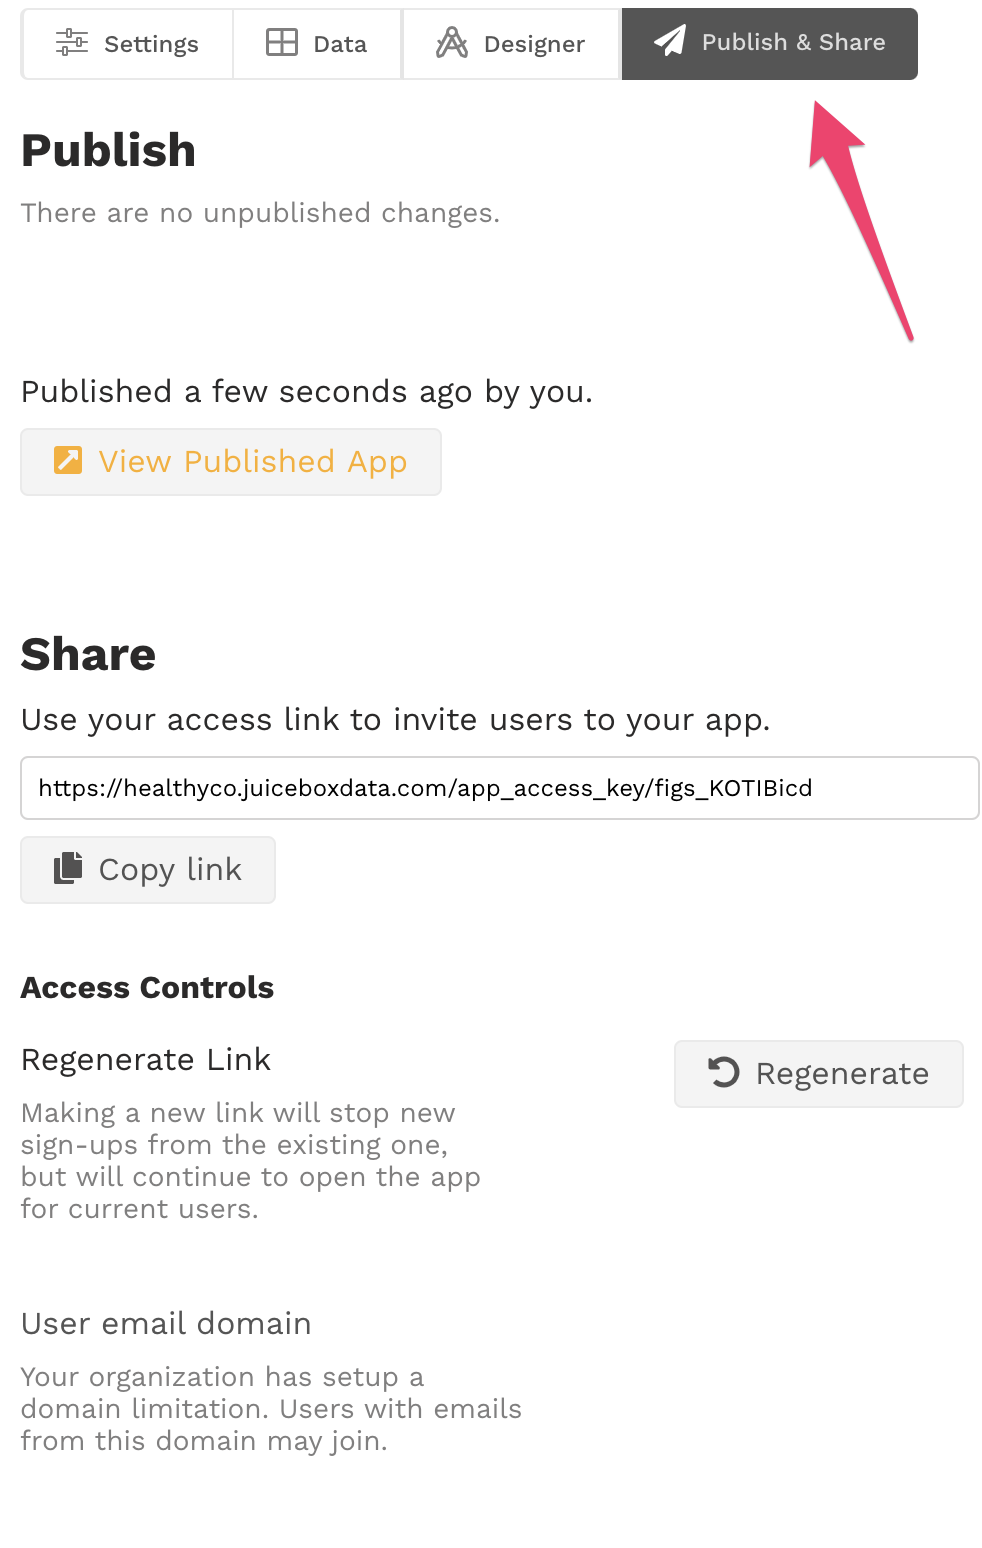 Settings Data Designer Publish & Share
Publish
There are no unpublished changes.
Published a few seconds ago by you.
View Published App
Share
Use your access link to invite users to your app.
https://healthyco.juiceboxdata.com/app_access_key/figs_KOTIBicd
Copy link
Access Controls
Regenerate Link
Regenerate
Making a new link will stop new
sign-ups from the existing one,
but will continue to open the app
for current users.
User email domain
Your organization has setup a
domain limitation. Users with emails
from this domain may join.